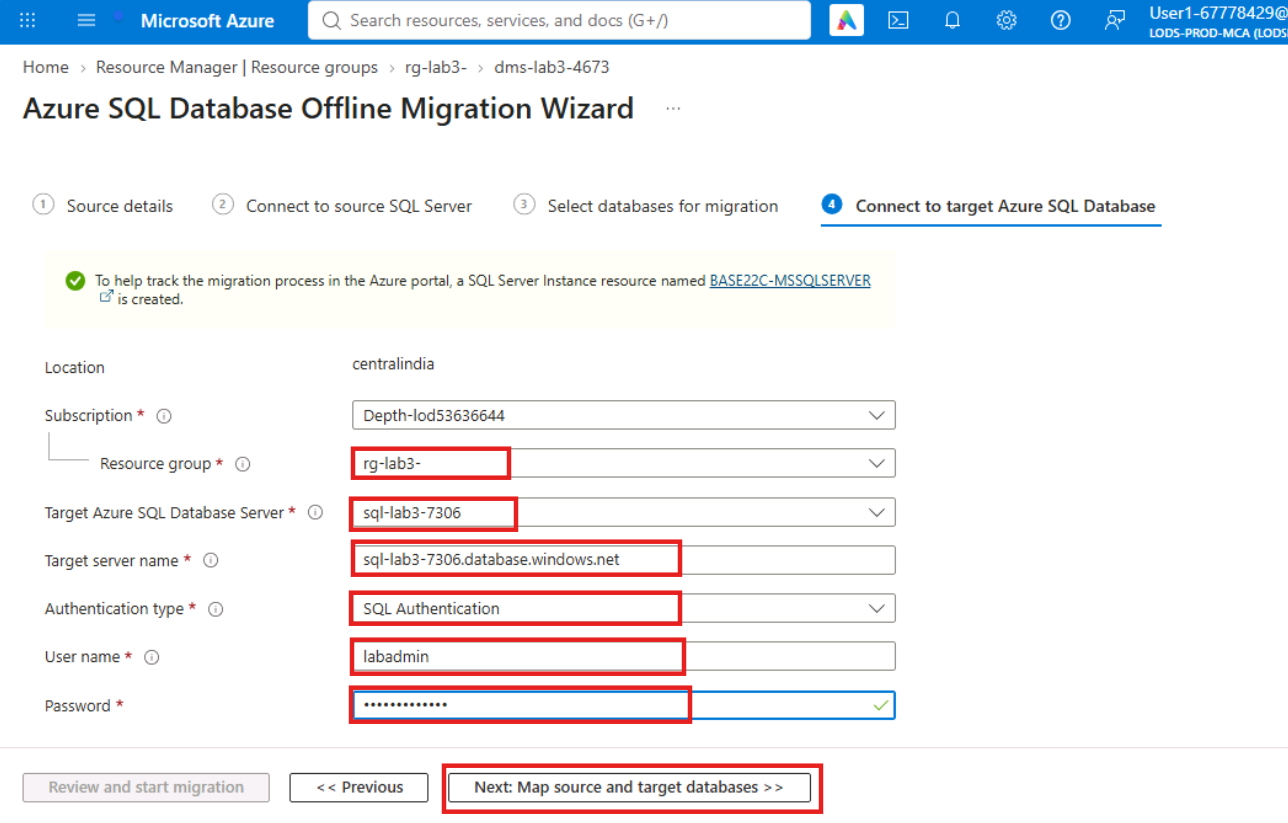 Microsoft Azure Search resources, services, and docs (G+/) User1-67778429@
LODS-PROD-MCA (LODS
Home > Resource Manager | Resource groups > rg-lab3- > dms-lab3-4673
Azure SQL Database Offline Migration Wizard ...
1 Source details 2 Connect to source SQL Server 3 Select databases for migration 4 Connect to target Azure SQL Database
To help track the migration process in the Azure portal, a SQL Server Instance resource named BASE22C-MSSQLSERVER
is created.
Location centralindia
Subscription * Depth-lod53636644
Resource group * rg-lab3-
Target Azure SQL Database Server * sql-lab3-7306
Target server name * sql-lab3-7306.database.windows.net
Authentication type * SQL Authentication
User name * labadmin
Password * •••••••••••••
Review and start migration << Previous Next: Map source and target databases >>